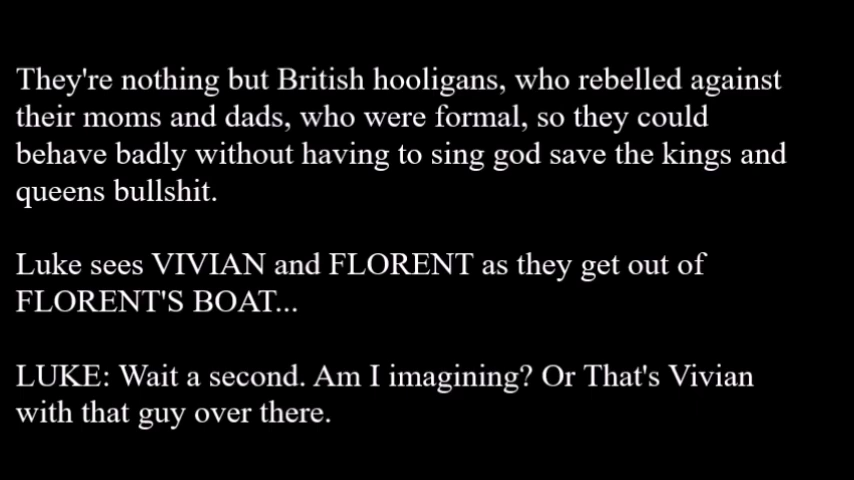 They're nothing but British hooligans, who rebelled against
their moms and dads, who were formal, so they could
behave badly without having to sing god save the kings and
queens bullshit.
Luke sees VIVIAN and FLORENT as they get out of
FLORENT'S BOAT...
LUKE: Wait a second. Am I imagining? Or That's Vivian
with that guy over there.